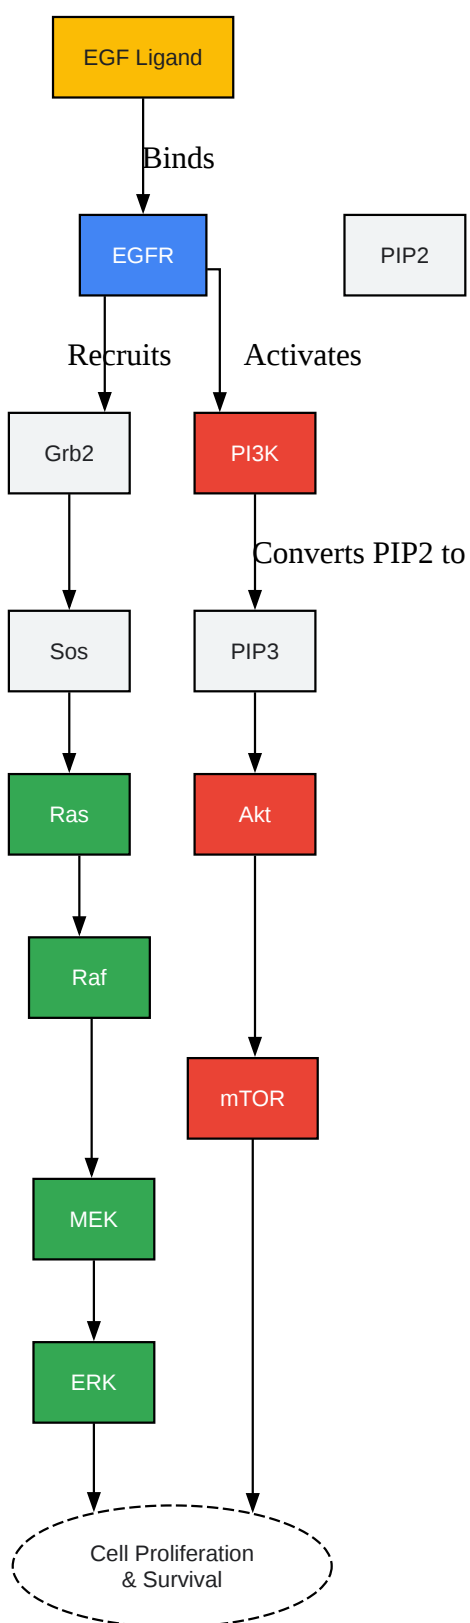 EGF Ligand
Binds
EGFR
PIP2
Recruits
Activates
Grb2
PI3K
Converts PIP2 to
Sos
PIP3
Ras
Akt
Raf
mTOR
MEK
ERK
Cell Proliferation
& Survival